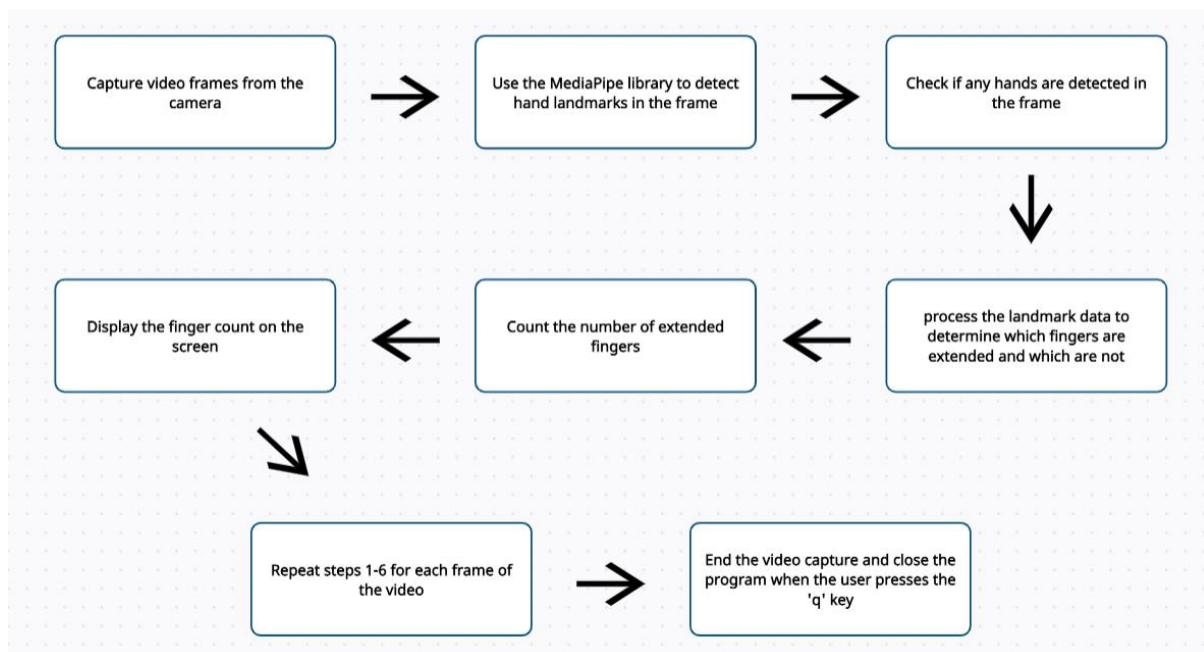 Capture video frames from the
camera
Use the MediaPipe library to detect
hand landmarks in the frame
Check if any hands are detected in
the frame
process the landmark data to
determine which fingers are
extended and which are not
Count the number of extended
fingers
Display the finger count on the
screen
Repeat steps 1-6 for each frame of
the video
End the video capture and close the
program when the user presses the
'q' key